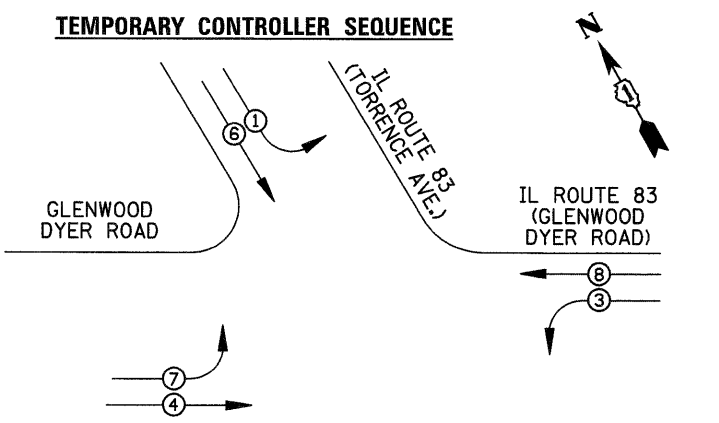 TEMPORARY CONTROLLER SEQUENCE
N
1
1
6
IL ROUTE 83
(TORRENCE AVE.)
GLENWOOD
DYER ROAD
IL ROUTE 83
(GLENWOOD
DYER ROAD)
8
3
7
4